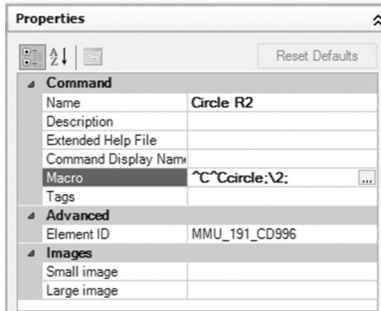 Properties
Reset Defaults
Command
Name Circle R2
Description
Extended Help File
Command Display Name
Macro ^C^Ccircle;\2; ...
Tags
Advanced
Element ID MMU_191_CD996
Images
Small image
Large image